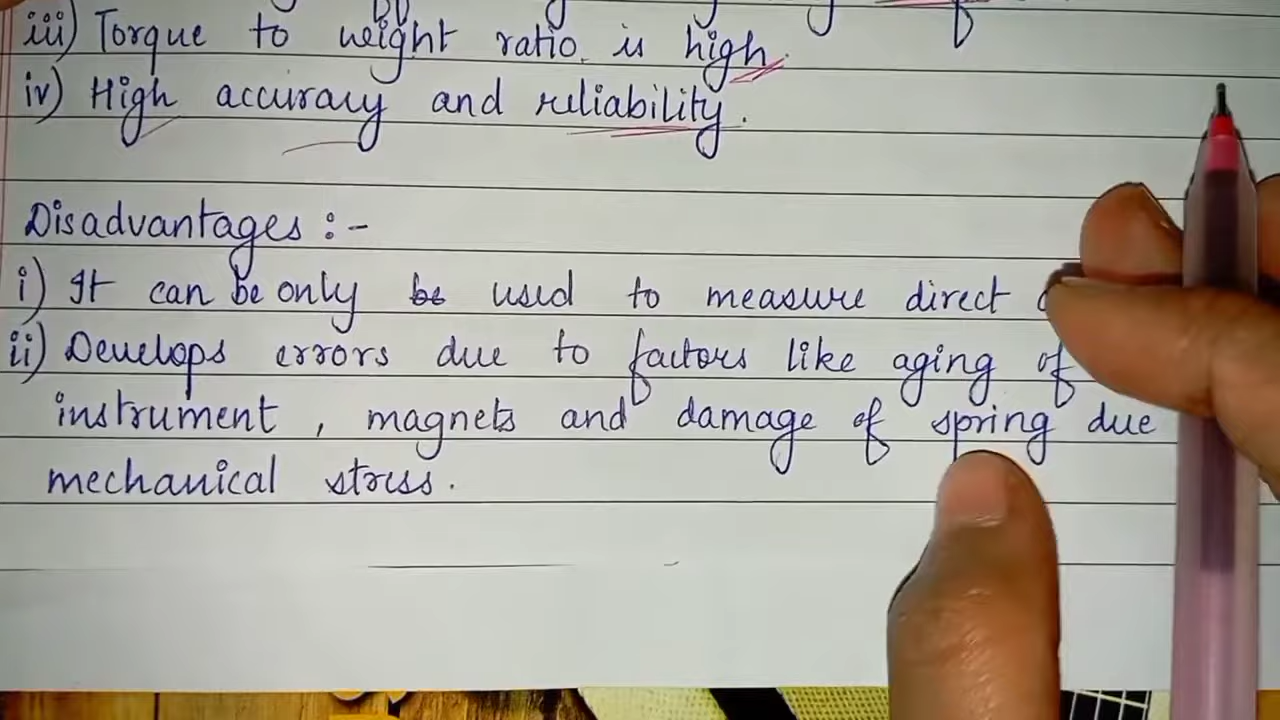 iii) Torque to weight ratio is high.
iv) High accuracy and reliability.
Disadvantages :-
i) It can be only be used to measure direct
ii) Develops errors due to factors like aging of
instrument, magnets and damage of spring due
mechanical stress.